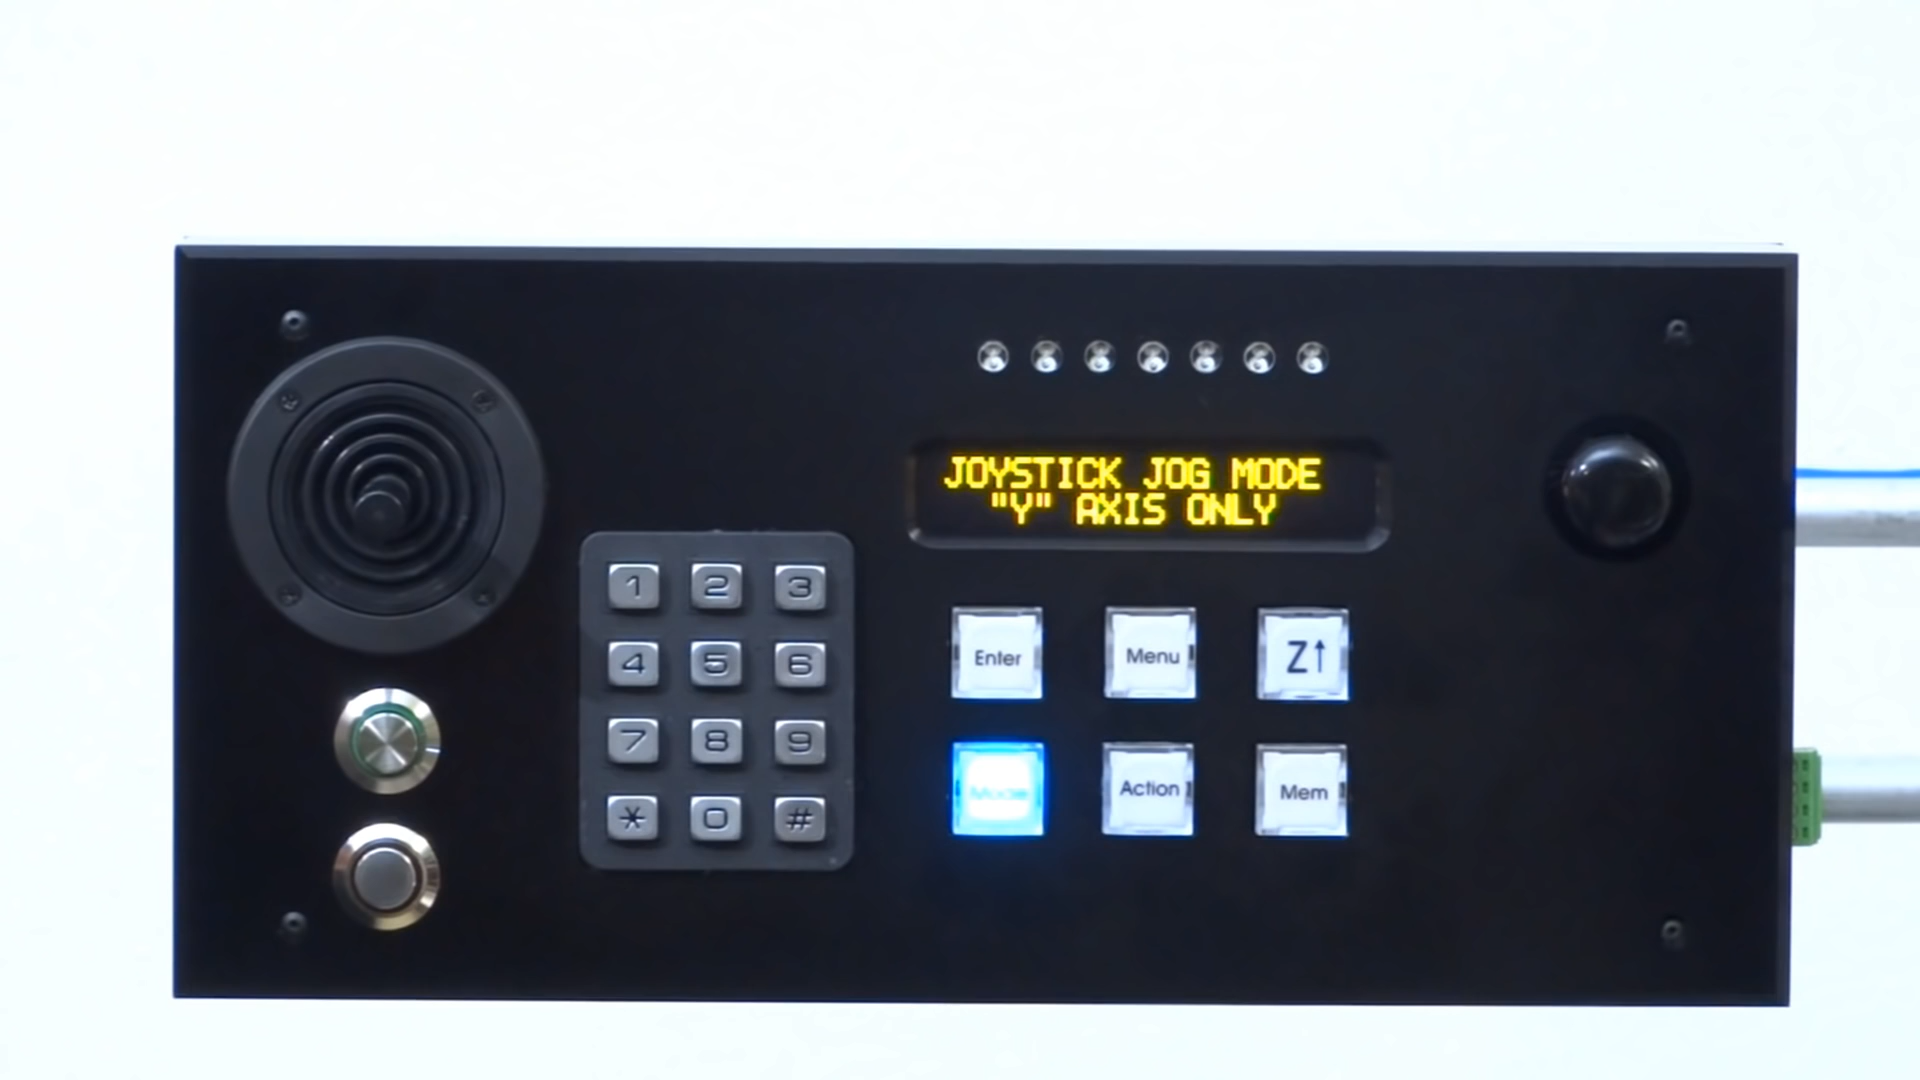 JOYSTICK JOG MODE
"Y" AXIS ONLY
1 2 3
4 5 6
7 8 9
* 0 #
Enter Menu Z↑
Mode Action Mem